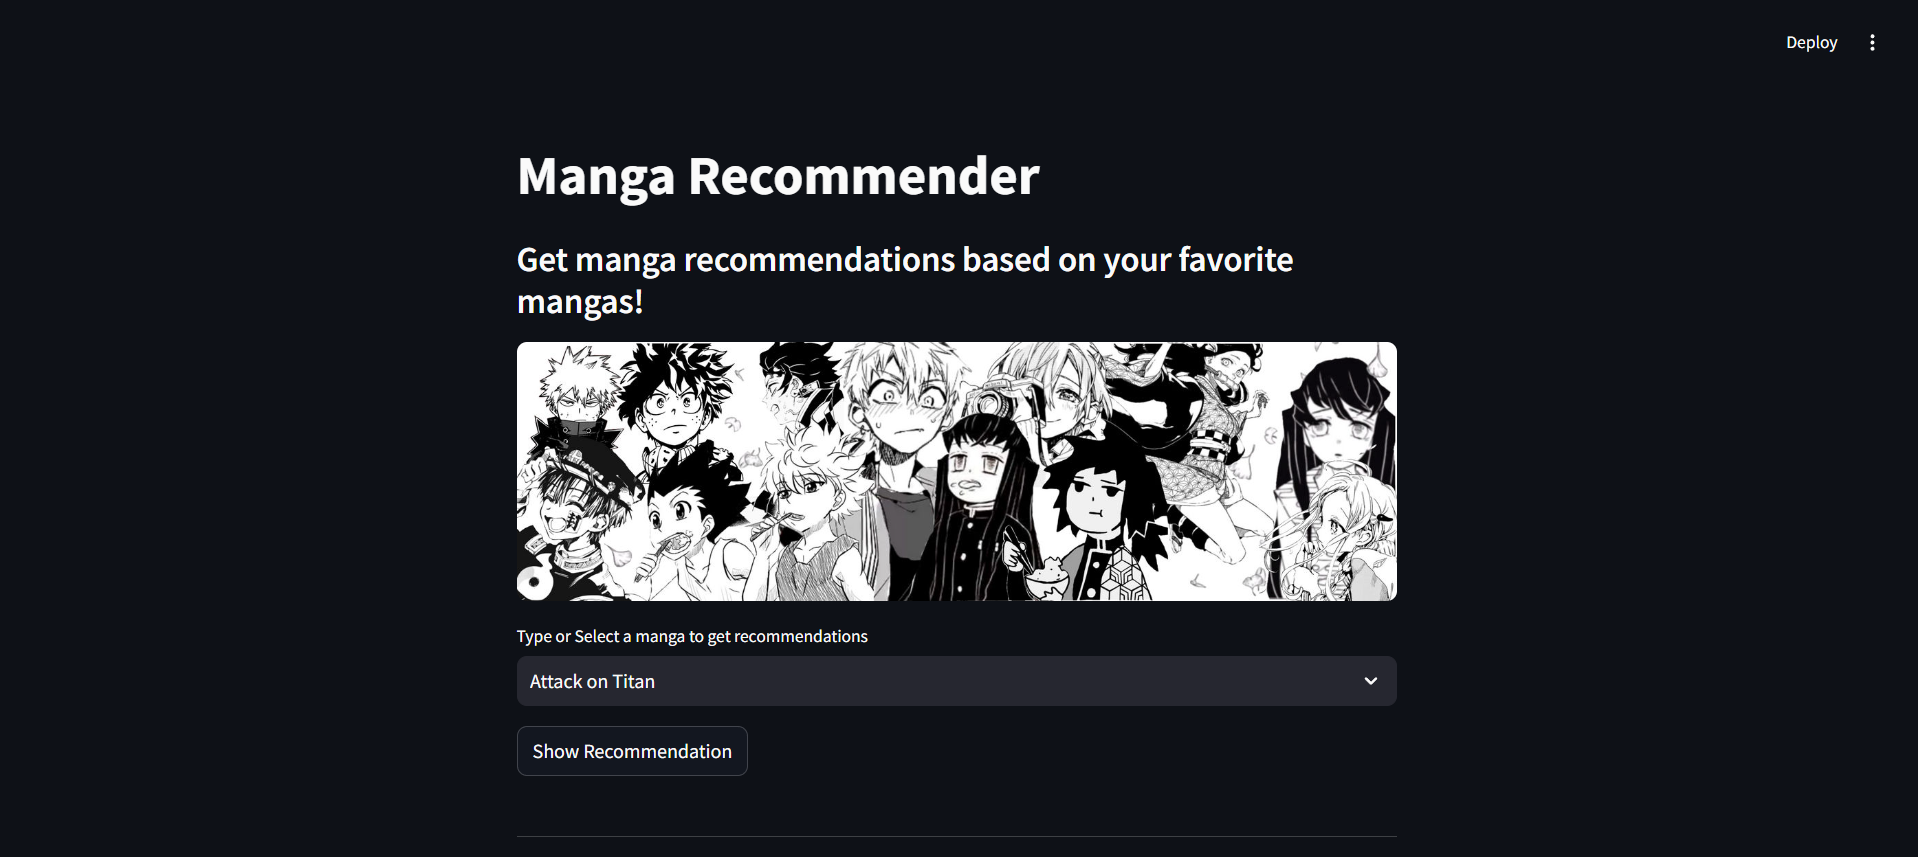 Deploy
Manga Recommender
Get manga recommendations based on your favorite
mangas!
Type or Select a manga to get recommendations
Attack on Titan
Show Recommendation